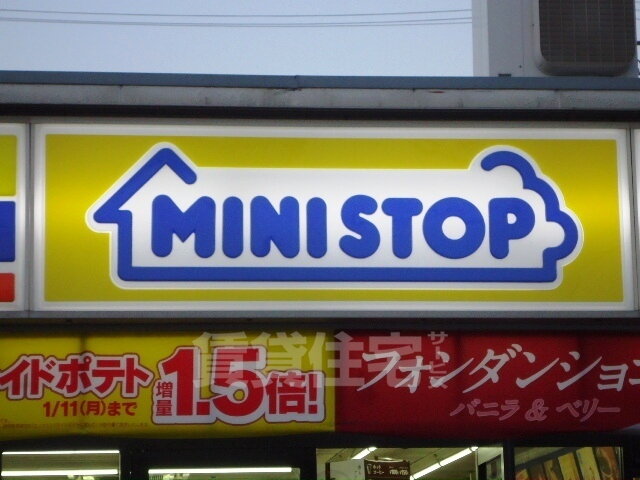 MINISTOP
イドポテト
1/11(月)まで
増量
1.5倍!
賃貸住宅サービス
フォンダンショコ
バニラ & ベリー